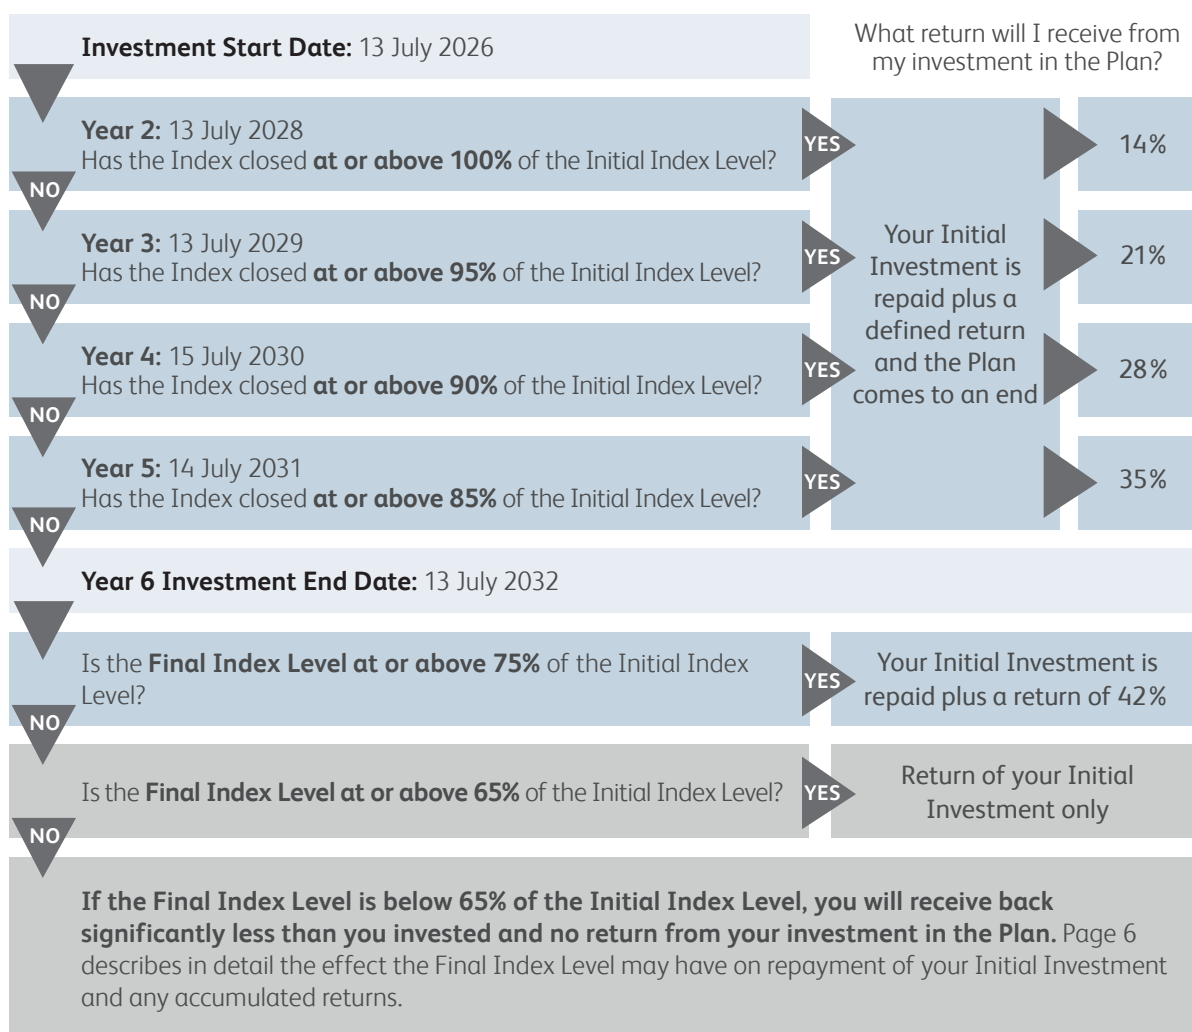 Investment Start Date: 13 July 2026
What return will I receive from
my investment in the Plan?
Year 2: 13 July 2028
Has the Index closed at or above 100% of the Initial Index Level?
YES
14%
NO
Year 3: 13 July 2029
Has the Index closed at or above 95% of the Initial Index Level?
YES
21%
NO
Year 4: 15 July 2030
Has the Index closed at or above 90% of the Initial Index Level?
YES
28%
NO
Year 5: 14 July 2031
Has the Index closed at or above 85% of the Initial Index Level?
YES
35%
NO
Your Initial
Investment is
repaid plus a
defined return
and the Plan
comes to an end
Year 6 Investment End Date: 13 July 2032
Is the Final Index Level at or above 75% of the Initial Index
Level?
YES
Your Initial Investment is
repaid plus a return of 42%
NO
Is the Final Index Level at or above 65% of the Initial Index Level?
YES
Return of your Initial
Investment only
NO
If the Final Index Level is below 65% of the Initial Index Level, you will receive back
significantly less than you invested and no return from your investment in the Plan. Page 6
describes in detail the effect the Final Index Level may have on repayment of your Initial Investment
and any accumulated returns.